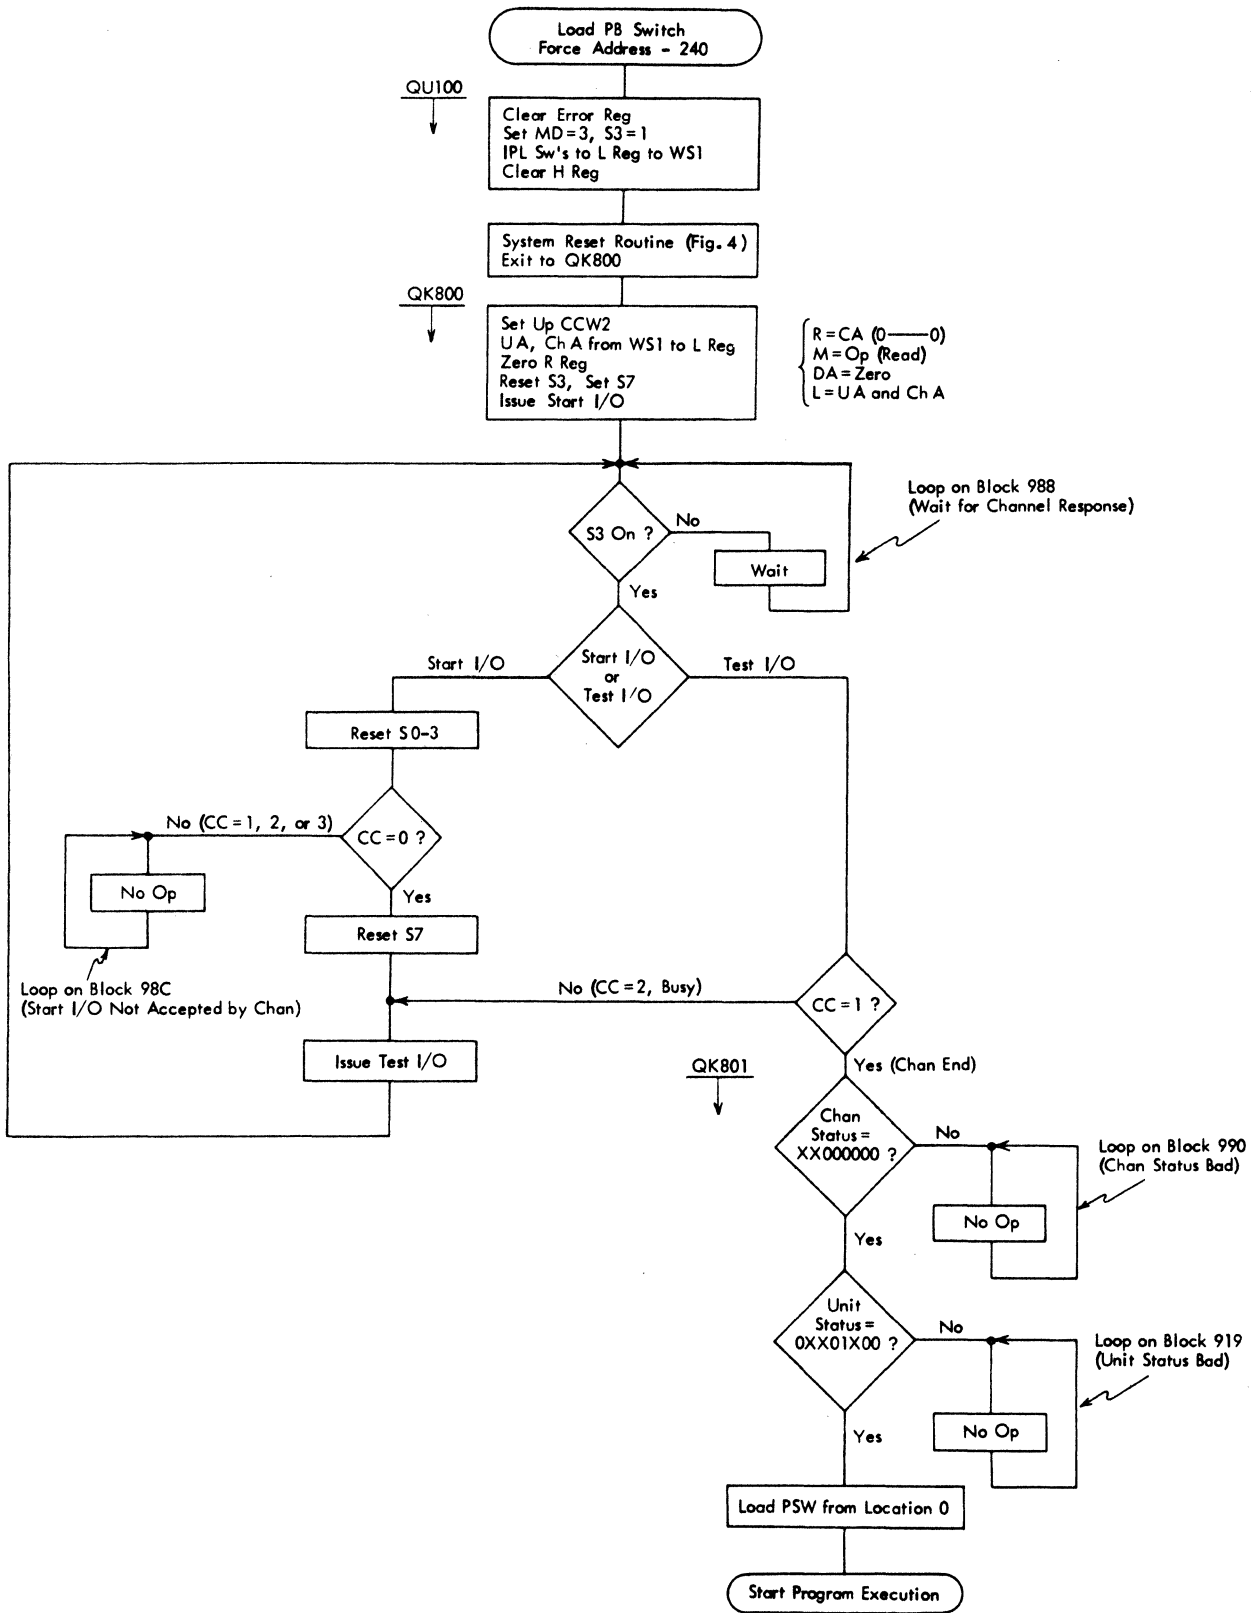 Load PB Switch
Force Address - 240
QU100
Clear Error Reg
Set MD=3, S3=1
IPL Sw's to L Reg to WS1
Clear H Reg
System Reset Routine (Fig. 4)
Exit to QK800
QK800
Set Up CCW2
UA, Ch A from WS1 to L Reg
Zero R Reg
Reset S3, Set S7
Issue Start I/O
R=CA (0——0)
M=Op (Read)
DA=Zero
L=UA and Ch A
S3 On ?
No
Wait
Loop on Block 988
(Wait for Channel Response)
Yes
Start I/O
or
Test I/O
Start I/O
Test I/O
Reset S0-3
CC=0 ?
No (CC=1, 2, or 3)
No Op
Loop on Block 98C
(Start I/O Not Accepted by Chan)
Yes
Reset S7
No (CC=2, Busy)
CC=1 ?
Issue Test I/O
Yes (Chan End)
QK801
Chan
Status=
XX000000 ?
No
No Op
Loop on Block 990
(Chan Status Bad)
Yes
Unit
Status=
0XX01X00 ?
No
No Op
Loop on Block 919
(Unit Status Bad)
Yes
Load PSW from Location 0
Start Program Execution